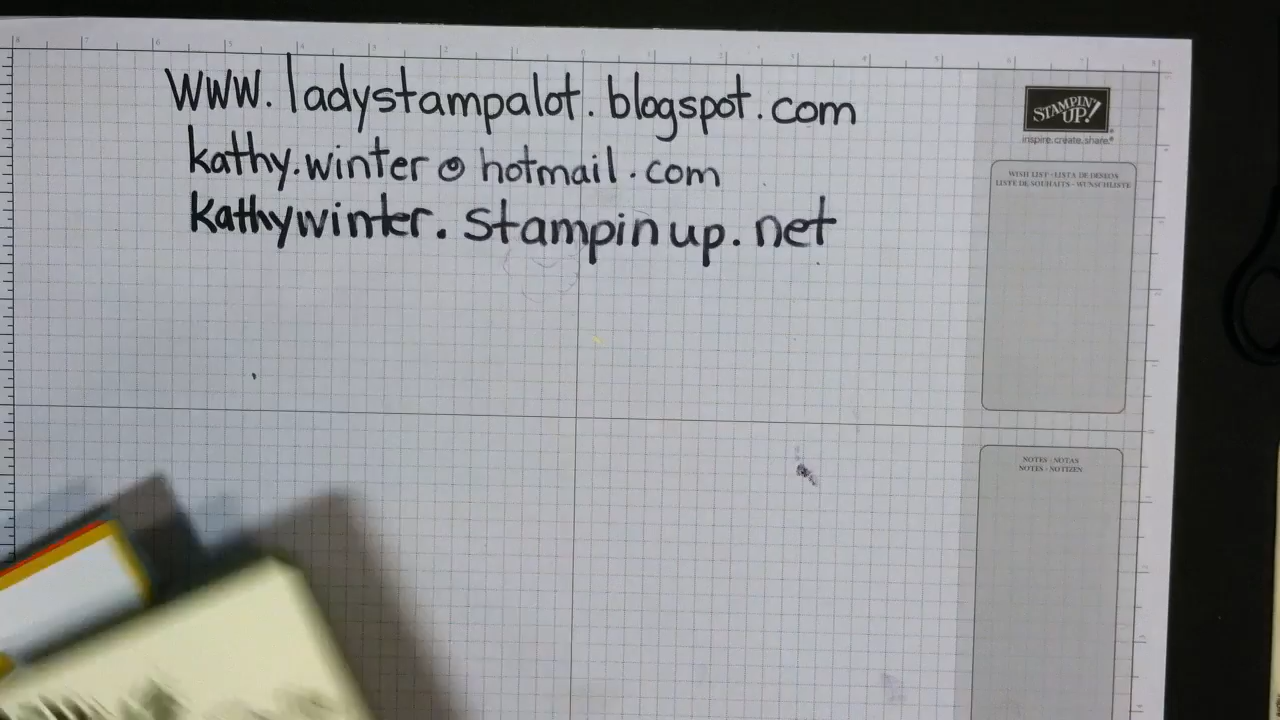 www.ladystampalot.blogspot.com
kathy.winter@hotmail.com
kathywinter.stampinup.net
STAMPIN' UP!
inspire.create.share.
WISH LIST · LISTA DE DESEOS
LISTE DE SOUHAITS · WUNSCHLISTE
NOTES · NOTAS
NOTES · NOTIZEN